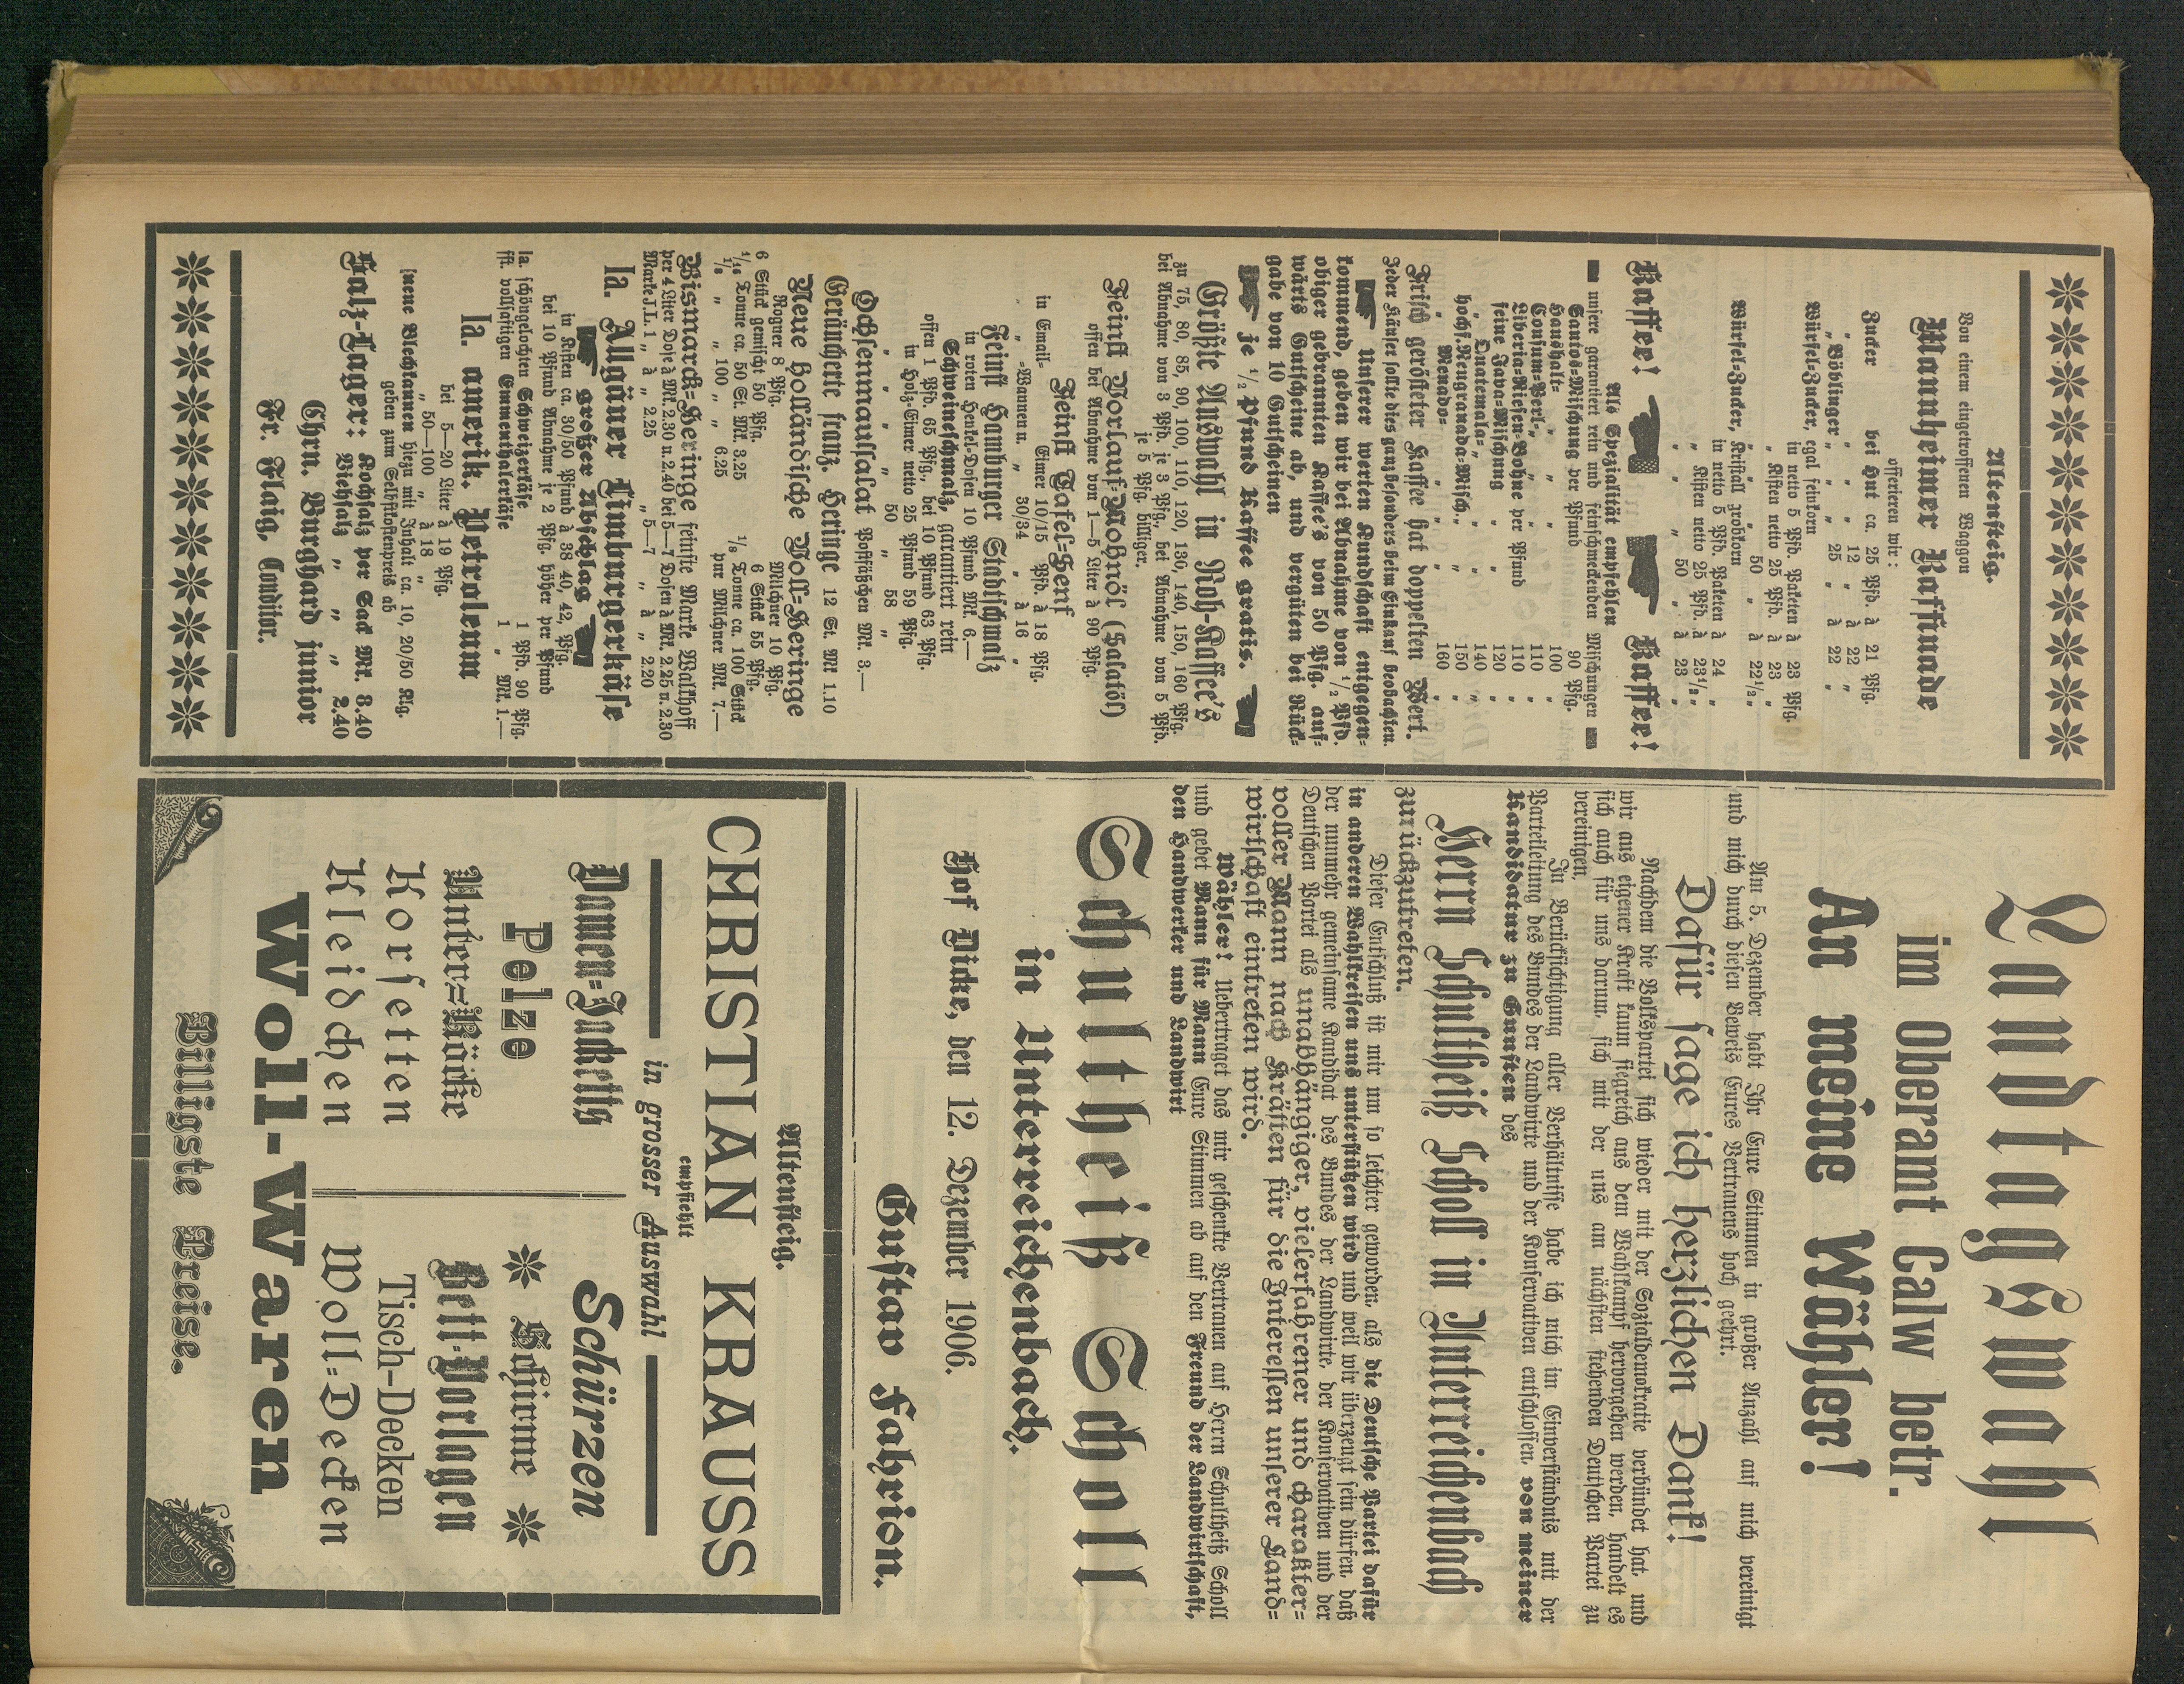 Altensteig.
Von einem eingetroffenen Waggon
Mannheimer Raffinade
offerieren wir:
Zucker bei Hut ca. 25 Pfd. à 21 Pfg.
" " " 12 " à 22 "
" Böblinger " " 25 " à 22 "
Würfel-Zucker, egal feinkorn
in netto 5 Pfd. Paketen à 23 Pfg.
" Kisten netto 25 Pfd. à 23 "
" " " 50 " à 22½ "
Würfel-Zucker, Kristall grobkorn
in netto 5 Pfd. Paketen à 24 "
" Kisten netto 25 Pfd. à 23½ "
" " " 50 " à 23 "
Kaffee! Kaffee!
Als Spezialität empfehlen
unsere garantiert rein und feinschmeckenden Mischungen
Santos-Mischung per Pfund 90 Pfg.
Haushalt- " " " 100 "
Consum-Perl- " " " 110 "
Liberia-Riesen-Bohne per Pfund 110 "
feine Java-Mischung " " 120 "
" Guatemala- " " " 140 "
hochf. Neugranada-Misch. " " 150 "
" Menado- " " " 160 "
Frisch gerösteter Kaffee hat doppelten Wert.
Jeder Käufer sollte dies ganz besonders beim Einkauf beobachten.
Unserer werten Kundschaft entgegen-
kommend, geben wir bei Abnahme von ½ Pfd.
obiger gebrannten Kaffee's von 50 Pfg. auf-
wärts Gutscheine ab, und vergüten bei Rück-
gabe von 10 Gutscheinen
je ½ Pfund Kaffee gratis.
Größte Auswahl in Roh-Kaffee's
zu 75, 80, 85, 90, 100, 110, 120, 130, 140, 150, 160 Pfg.
bei Abnahme von 3 Pfd. je 3 Pfg., bei Abnahme von 5 Pfd.
je 5 Pfg. billiger.
Feinst Vorlauf-Mohnöl (Salatöl)
offen bei Abnahme von 1—5 Liter à 90 Pfg.
Feinst Tafel-Senf
in Email- Eimer 10/15 Pfd. à 18 Pfg.
" " =Wannen u. " 30/34 " à 16 "
Feinst Hamburger Stadtschmalz
in roten Henkel-Dosen 10 Pfund Mk. 6.—
Schweineschmalz, garantiert rein
offen 1 Pfd. 65 Pfg., bei 10 Pfund 63 Pfg.
in Holz-Eimer netto 25 Pfund 59 Pfg.
" " " " 50 " 58 "
Ochsenmaulsalat Postfäßchen Mk. 3.—
Geräucherte franz. Heringe 12 St. Mk 1.10
Neue holländische Voll-Heringe
Rogner 8 Pfg. Milchner 10 Pfg.
6 Stück gemischt 50 Pfg. 6 Stück 55 Pfg.
1/16 Tonne ca. 50 St. Mk. 3.25 1/8 Tonne ca. 100 Stück
1/8 " " 100 " " 6.25 pur Milchner Mk. 7.—
Bismarck-Heringe feinste Marke Walkhoff
per 4 Liter Dose à Mk. 2.30 u. 2.40 bei 5—7 Dosen à Mk. 2.25 u. 2.30
Marke J. L. 1 " à " 2.25 " 5—7 " à " 2.20
großer Abschlag
Ia. Allgäuer Limburgerkäse
in Kisten ca. 30/50 Pfund à 38 40, 42, Pfg.
bei 10 Pfund Abnahme je 2 Pfg. höher per Pfund
Ia. schöngelochten Schweizerkäse 1 Pfd. 90 Pfg.
fst. vollsaftigen Emmenthalerkäse 1 " Mk. 1.—
Ia. amerik. Petroleum
bei 5—20 Liter à 19 Pfg.
" 50—100 " à 18 "
(neue Blechkannen hiezu mit Inhalt ca. 10, 20/50 Klg.
geben zum Selbstkostenpreis ab
Salz-Lager: Kochsalz per Sack Mk. 8.40
Viehsalz " " " 2.40
Chrn. Burghard junior
Fr. Flaig, Conditor.
Landtagswahl
im Oberamt Calw betr.
An meine Wähler!
Am 5. Dezember habt Ihr Eure Stimmen in großer Anzahl auf mich vereinigt
und mich durch diesen Beweis Eures Vertrauens hoch geehrt.
Dafür sage ich herzlichen Dank!
Nachdem die Volkspartei sich wieder mit der Sozialdemokratie verbündet hat, und
wir aus eigener Kraft kaum siegreich aus dem Wahlkampf hervorgehen werden, handelt es
sich auch für uns darum, sich mit der uns am nächsten stehenden Deutschen Partei zu
vereinigen.
In Berücksichtigung aller Verhältnisse habe ich mich im Einverständnis mit der
Parteileitung des Bundes der Landwirte und der Konservativen entschlossen, von meiner
Kandidatur zu Gunsten des
Herrn Schultheiß Scholl in Unterreichenbach
zurückzutreten.
Dieser Entschluß ist mir um so leichter geworden, als die Deutsche Partei dafür
in anderen Wahlkreisen uns unterstützen wird und weil wir überzeugt sein dürfen, daß
der nunmehr gemeinsame Kandidat des Bundes der Landwirte, der Konservativen und der
Deutschen Partei als unabhängiger, vielerfahrener und charakter-
voller Mann nach Kräften für die Interessen unserer Land-
wirtschaft eintreten wird.
Wähler! Uebertraget das mir geschenkte Vertrauen auf Herrn Schultheiß Scholl
und gebet Mann für Mann Eure Stimmen ab auf den Freund der Landwirtschaft,
den Handwerker und Landwirt
Schultheiß Scholl
in Unterreichenbach.
Hof Dicke, den 12. Dezember 1906.
Gustav Fahrion.
Altensteig.
CHRISTIAN KRAUSS
empfiehlt
in grosser Auswahl
Damen-Jacketts
Pelze
Unter-Röcke
Korsetten
Kleidchen
Schürzen
Schirme
Bett-Vorlagen
Tisch-Decken
Woll-Decken
Woll-Waren
Billigste Preise.